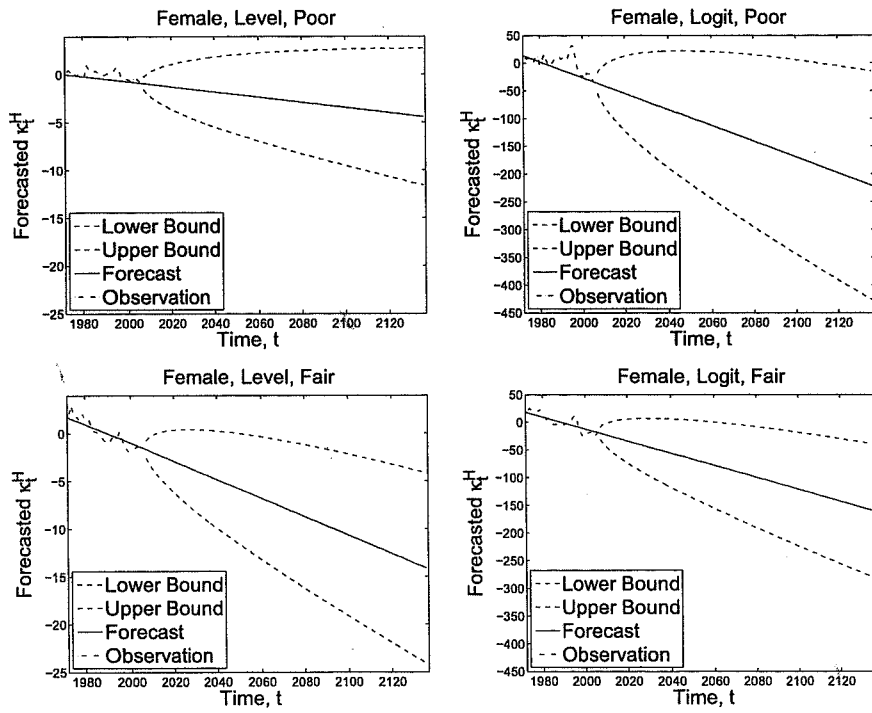 Female, Level, Poor
Forecasted κ_t^H
0
−5
−10
−15
−20
−25
Lower Bound
Upper Bound
Forecast
Observation
1980 2000 2020 2040 2060 2080 2100 2120
Time, t
Female, Logit, Poor
Forecasted κ_t^H
50
0
−50
−100
−150
−200
−250
−300
−350
−400
−450
Lower Bound
Upper Bound
Forecast
Observation
1980 2000 2020 2040 2060 2080 2100 2120
Time, t
Female, Level, Fair
Forecasted κ_t^H
0
−5
−10
−15
−20
−25
Lower Bound
Upper Bound
Forecast
Observation
1980 2000 2020 2040 2060 2080 2100 2120
Time, t
Female, Logit, Fair
Forecasted κ_t^H
50
0
−50
−100
−150
−200
−250
−300
−350
−400
−450
Lower Bound
Upper Bound
Forecast
Observation
1980 2000 2020 2040 2060 2080 2100 2120
Time, t